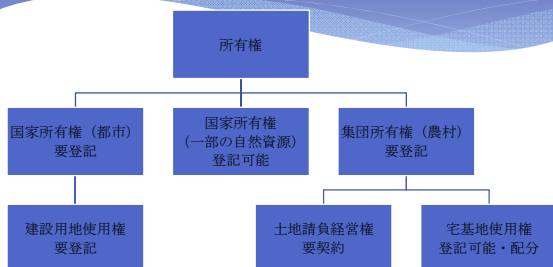 所有権
国家所有権（都市）
要登記
国家所有権
(一部の自然資源)
登記可能
集団所有権（農村）
要登記
建設用地使用権
要登記
土地請負経営権
要契約
宅基地使用権
登記可能・配分